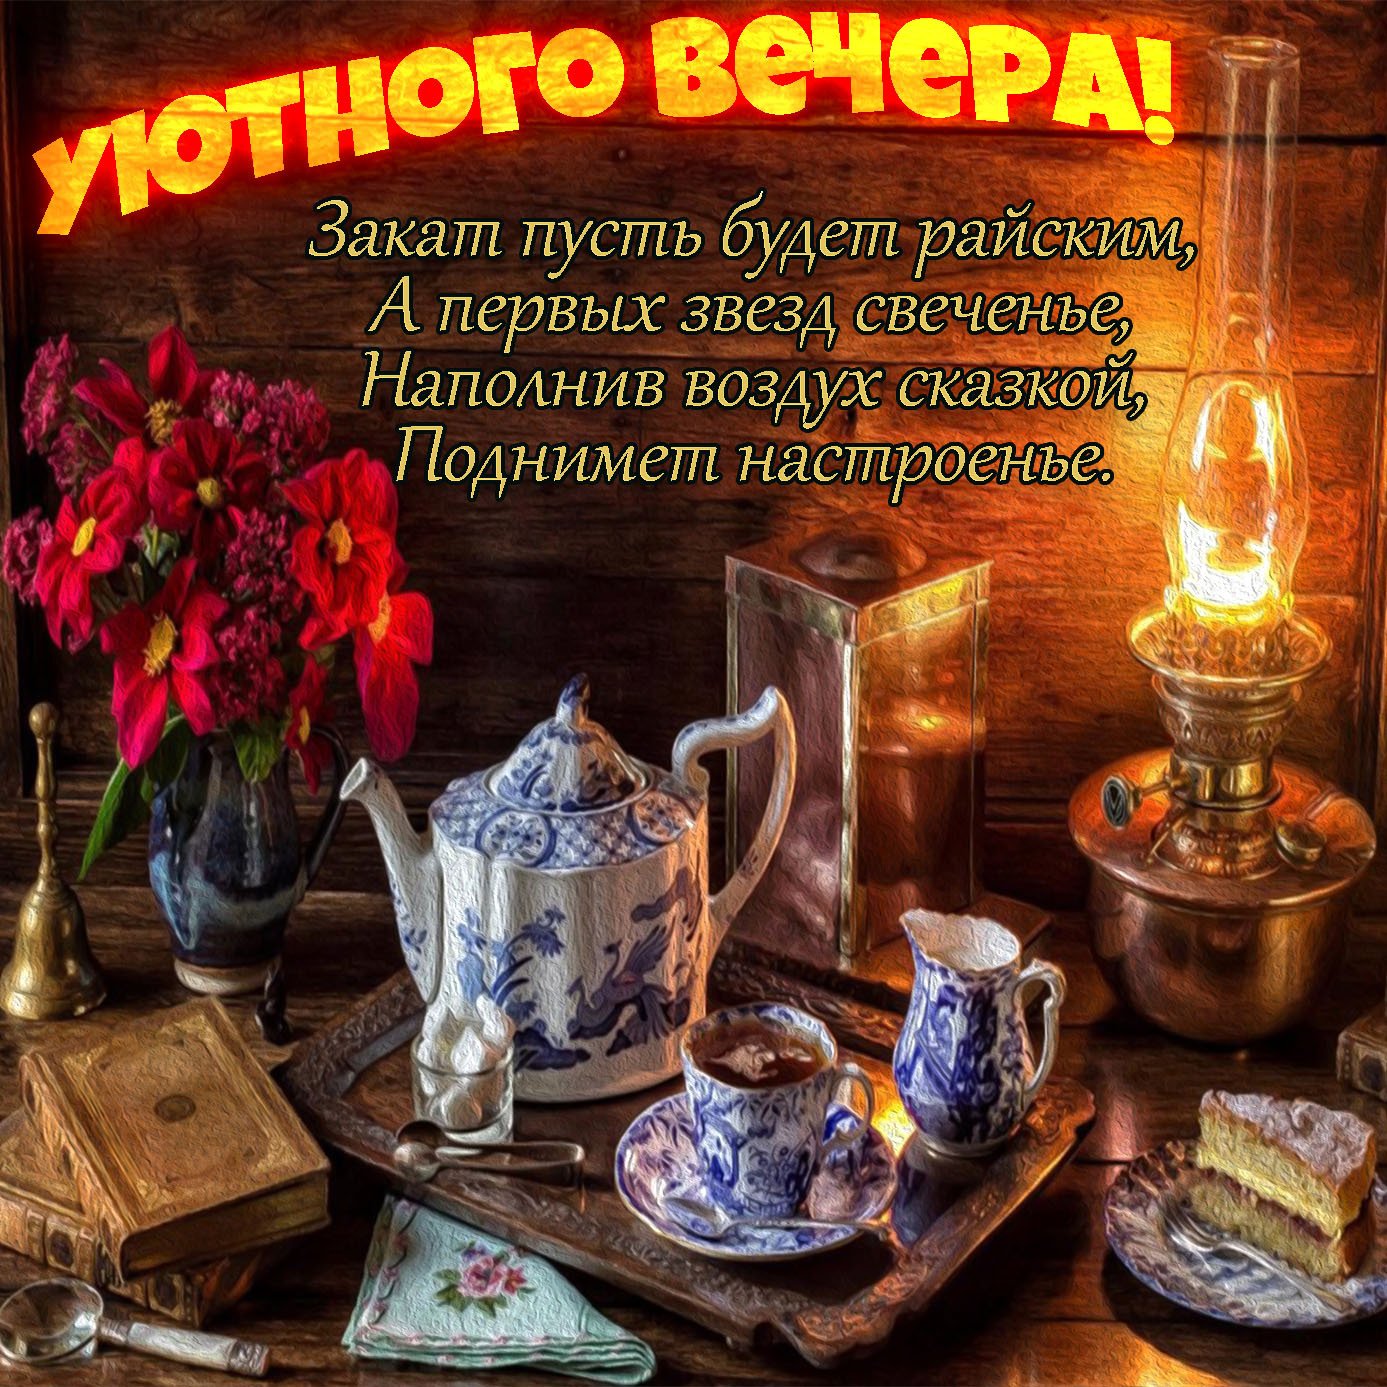 УЮТНОГО ВЕЧЕРА!
Закат пусть будет райским,
А первых звезд свеченье,
Наполнив воздух сказкой,
Поднимет настроенье.